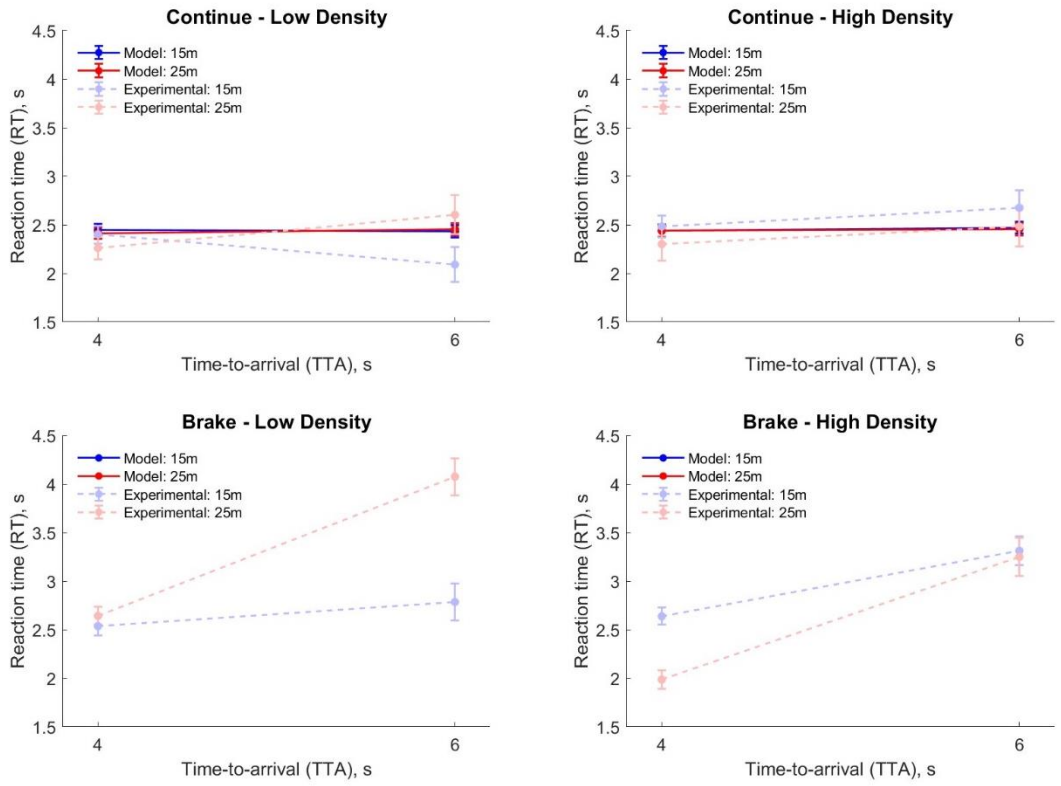 Continue - Low Density
4.5
4
3.5
3
2.5
2
1.5
Reaction time (RT), s
Model: 15m
Model: 25m
Experimental: 15m
Experimental: 25m
4
6
Time-to-arrival (TTA), s
Continue - High Density
4.5
4
3.5
3
2.5
2
1.5
Reaction time (RT), s
Model: 15m
Model: 25m
Experimental: 15m
Experimental: 25m
4
6
Time-to-arrival (TTA), s
Brake - Low Density
4.5
4
3.5
3
2.5
2
1.5
Reaction time (RT), s
Model: 15m
Model: 25m
Experimental: 15m
Experimental: 25m
4
6
Time-to-arrival (TTA), s
Brake - High Density
4.5
4
3.5
3
2.5
2
1.5
Reaction time (RT), s
Model: 15m
Model: 25m
Experimental: 15m
Experimental: 25m
4
6
Time-to-arrival (TTA), s